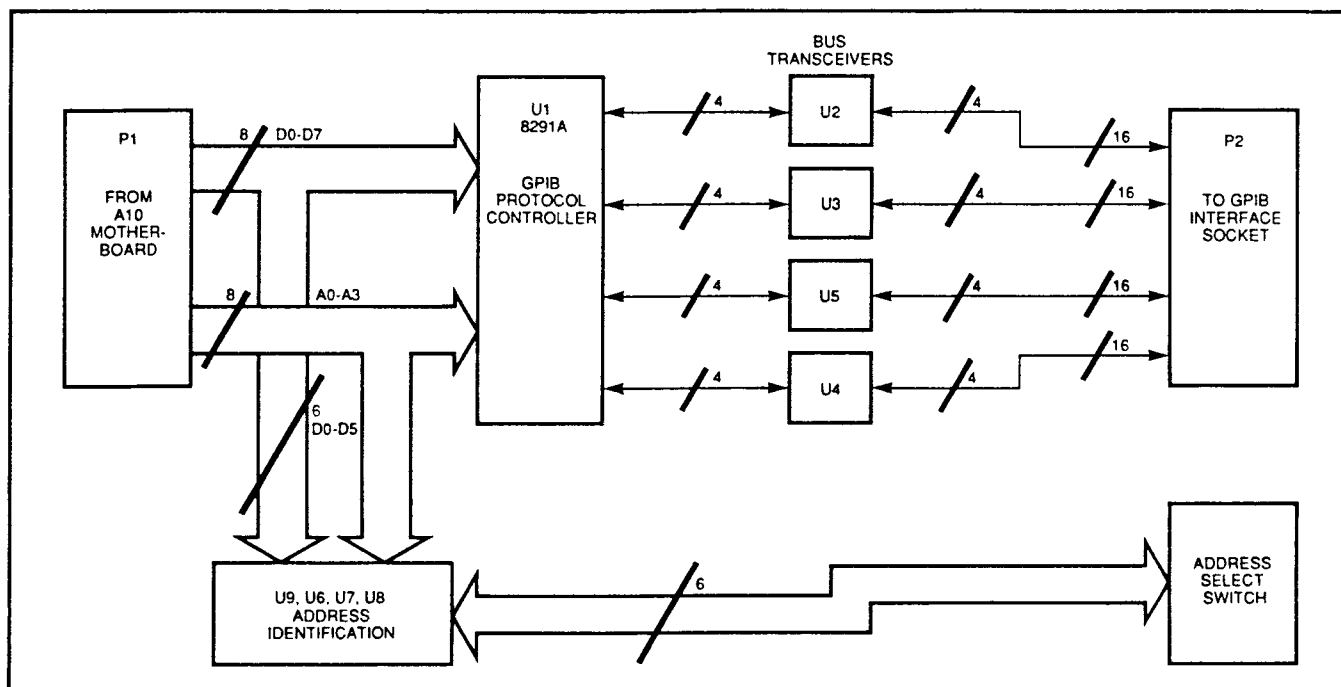 BUS
TRANSCEIVERS
P1
FROM
A10
MOTHER-
BOARD
8
D0-D7
8
A0-A3
6
D0-D5
U1
8291A
GPIB
PROTOCOL
CONTROLLER
4
U2
4
16
4
U3
4
16
4
U5
4
16
4
U4
4
16
P2
TO GPIB
INTERFACE
SOCKET
U9, U6, U7, U8
ADDRESS
IDENTIFICATION
6
ADDRESS
SELECT
SWITCH